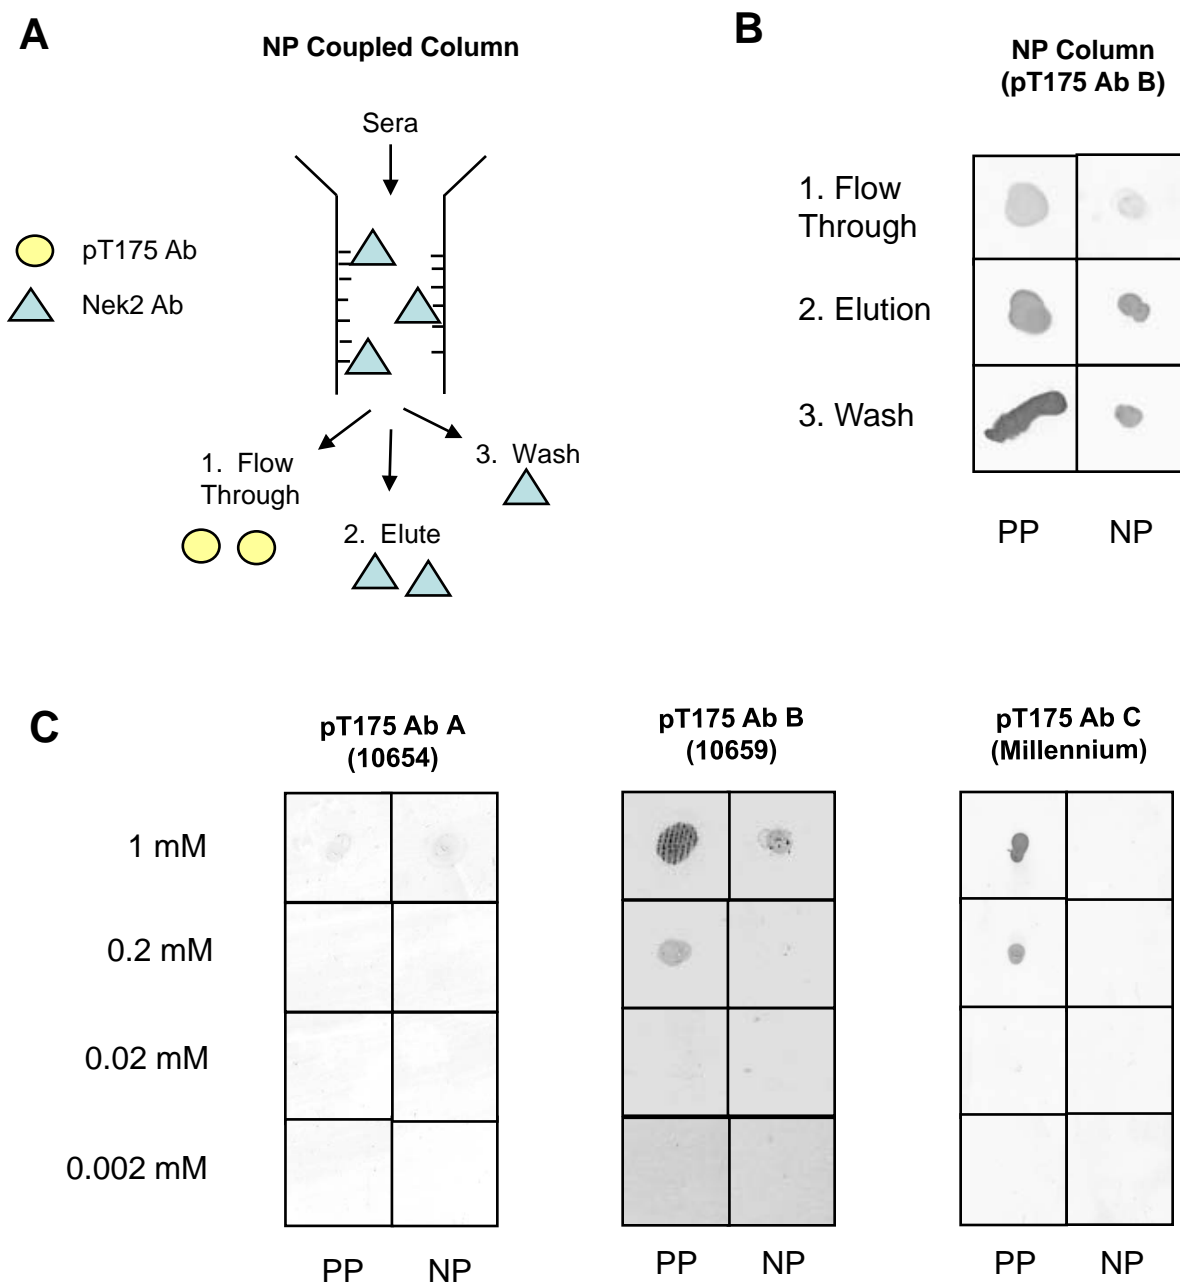 A
NP Coupled Column
Sera
pT175 Ab
Nek2 Ab
1. Flow
Through
2. Elute
3. Wash
B
NP Column
(pT175 Ab B)
1. Flow
Through
2. Elution
3. Wash
PP NP
C
pT175 Ab A
(10654)
pT175 Ab B
(10659)
pT175 Ab C
(Millennium)
1 mM
0.2 mM
0.02 mM
0.002 mM
PP NP
PP NP
PP NP